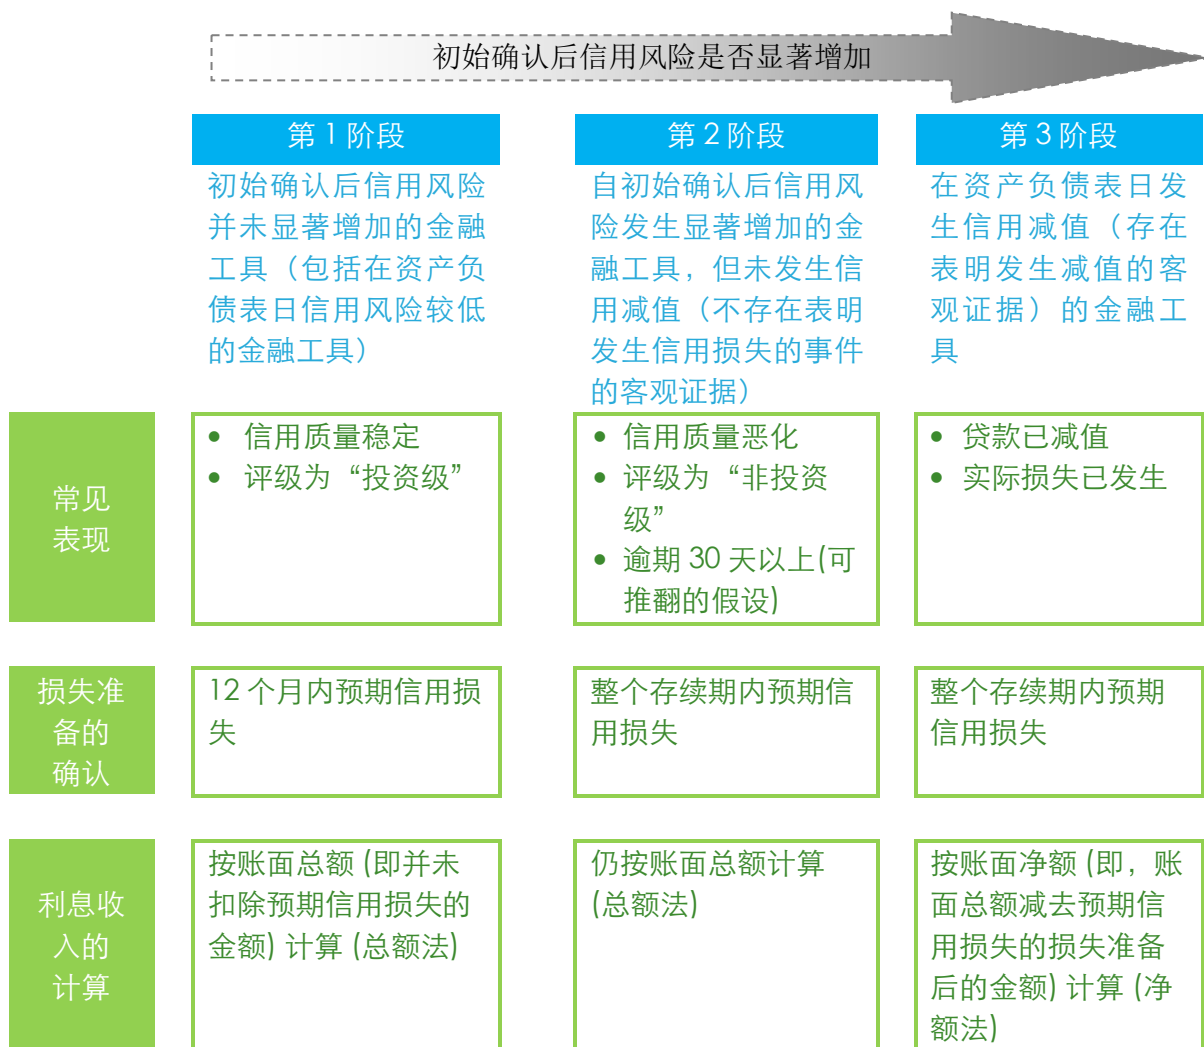 初始确认后信用风险是否显著增加
第 1 阶段
初始确认后信用风险
并未显著增加的金融
工具（包括在资产负
债表日信用风险较低
的金融工具）
第 2 阶段
自初始确认后信用风
险发生显著增加的金
融工具，但未发生信
用减值（不存在表明
发生信用损失的事件
的客观证据）
第 3 阶段
在资产负债表日发
生信用减值（存在
表明发生减值的客
观证据）的金融工
具
常见
表现
• 信用质量稳定
• 评级为“投资级”
• 信用质量恶化
• 评级为“非投资
级”
• 逾期 30 天以上(可
推翻的假设)
• 贷款已减值
• 实际损失已发生
损失准
备的
确认
12 个月内预期信用损
失
整个存续期内预期信
用损失
整个存续期内预期
信用损失
利息收
入的
计算
按账面总额 (即并未
扣除预期信用损失的
金额) 计算 (总额法)
仍按账面总额计算
(总额法)
按账面净额 (即，账
面总额减去预期信
用损失的损失准备
后的金额) 计算 (净
额法)